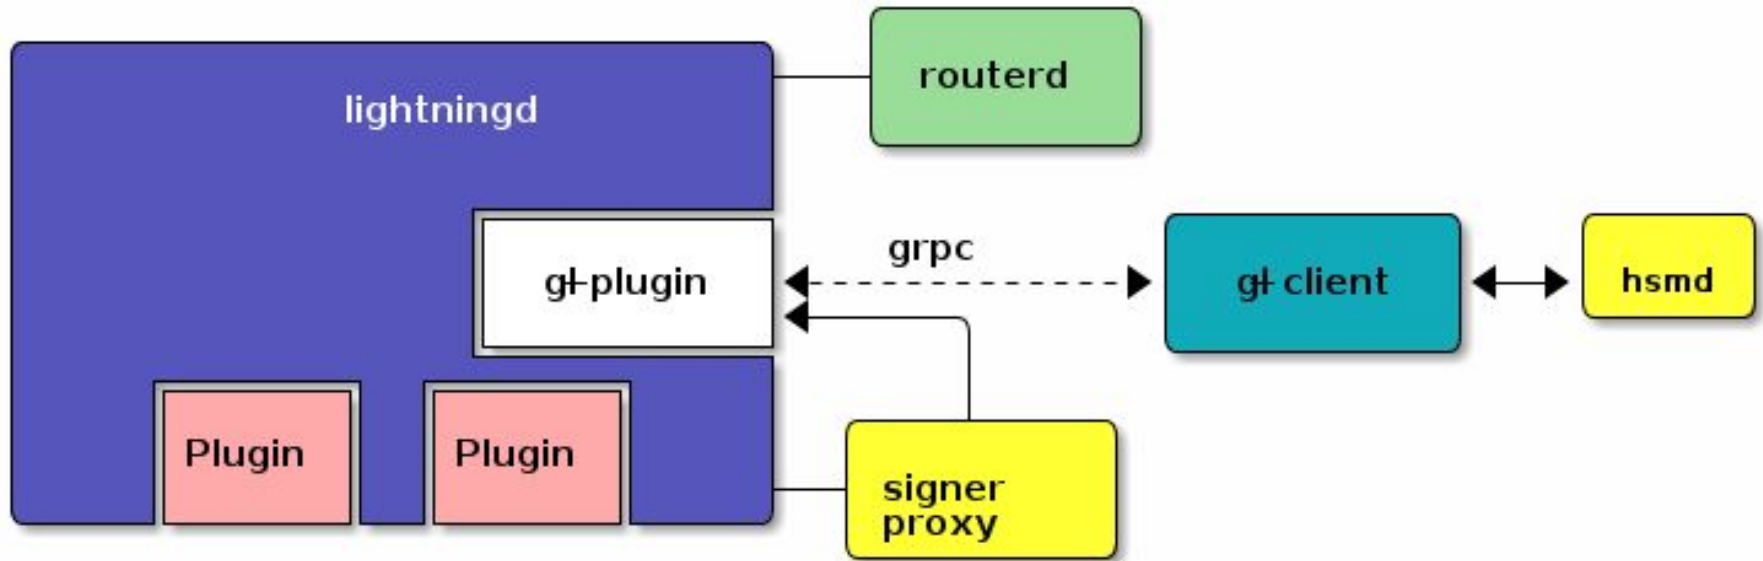 routerd
lightningd
grpc
gl-plugin
gl-client
hsmd
Plugin
Plugin
signer
proxy